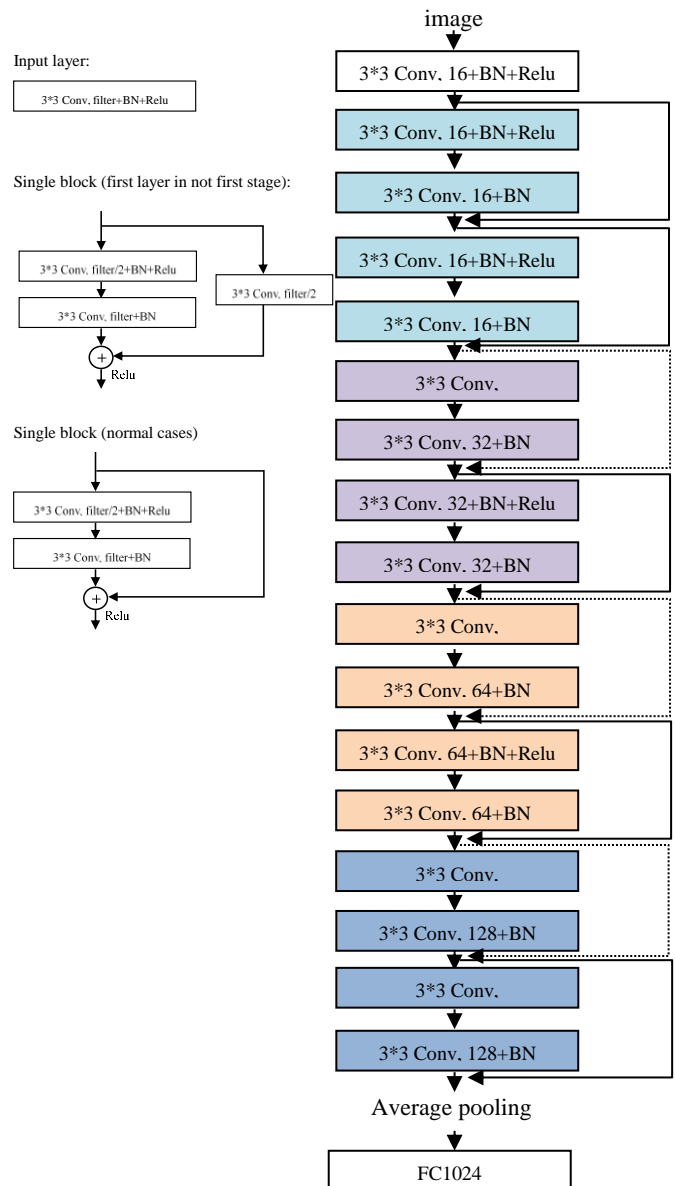 image
3*3 Conv, 16+BN+Relu
3*3 Conv, 16+BN+Relu
3*3 Conv, 16+BN
3*3 Conv, 16+BN+Relu
3*3 Conv, 16+BN
3*3 Conv,
3*3 Conv, 32+BN
3*3 Conv, 32+BN+Relu
3*3 Conv, 32+BN
3*3 Conv,
3*3 Conv, 64+BN
3*3 Conv, 64+BN+Relu
3*3 Conv, 64+BN
3*3 Conv,
3*3 Conv, 128+BN
3*3 Conv,
3*3 Conv, 128+BN
Average pooling
FC1024
Input layer:
3*3 Conv, filter+BN+Relu
Single block (first layer in not first stage):
3*3 Conv, filter/2+BN+Relu
3*3 Conv, filter/2
3*3 Conv, filter+BN
+
Relu
Single block (normal cases)
3*3 Conv, filter/2+BN+Relu
3*3 Conv, filter+BN
+
Relu